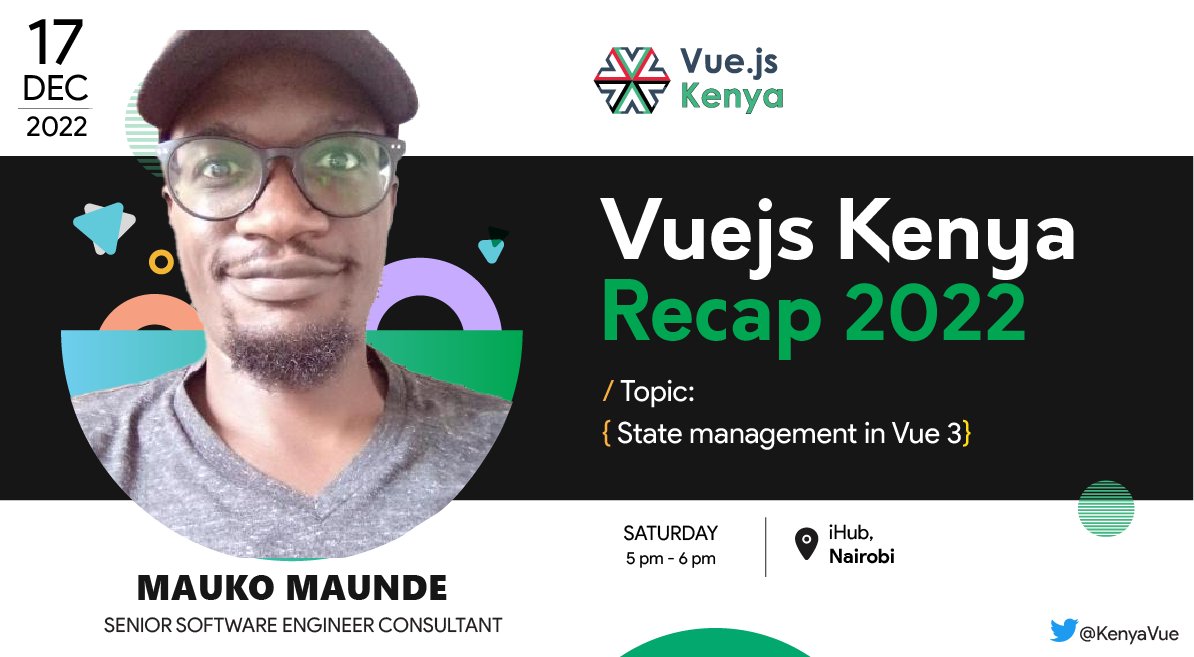 17
DEC
2022
Vue.js
Kenya
Vuejs Kenya
Recap 2022
/ Topic:
{ State management in Vue 3}
SATURDAY
5 pm - 6 pm
iHub,
Nairobi
MAUKO MAUNDE
SENIOR SOFTWARE ENGINEER CONSULTANT
@KenyaVue